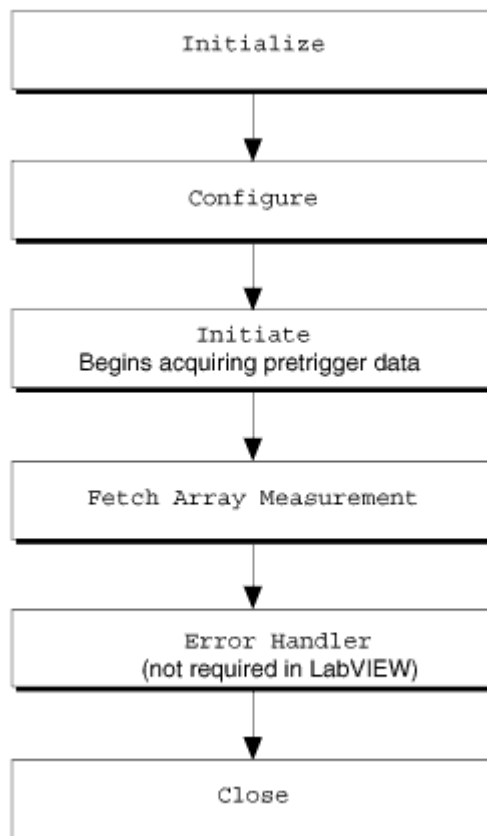 Initialize
Configure
Initiate
Begins acquiring pretrigger data
Fetch Array Measurement
Error Handler
(not required in LabVIEW)
Close